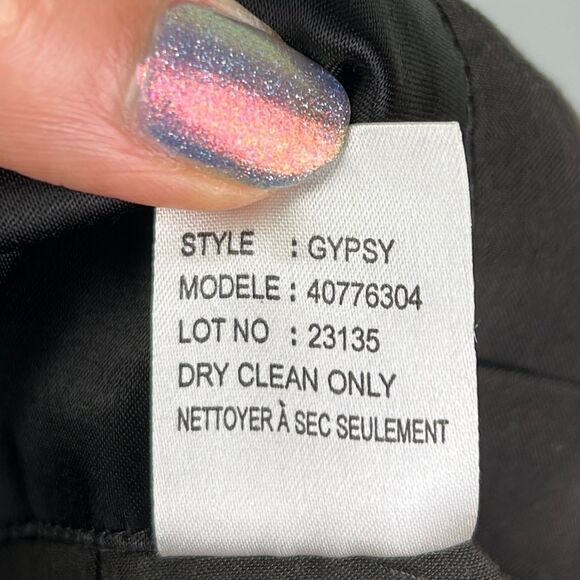 STYLE : GYPSY
MODELE : 40776304
LOT NO : 23135
DRY CLEAN ONLY
NETTOYER À SEC SEULEMENT